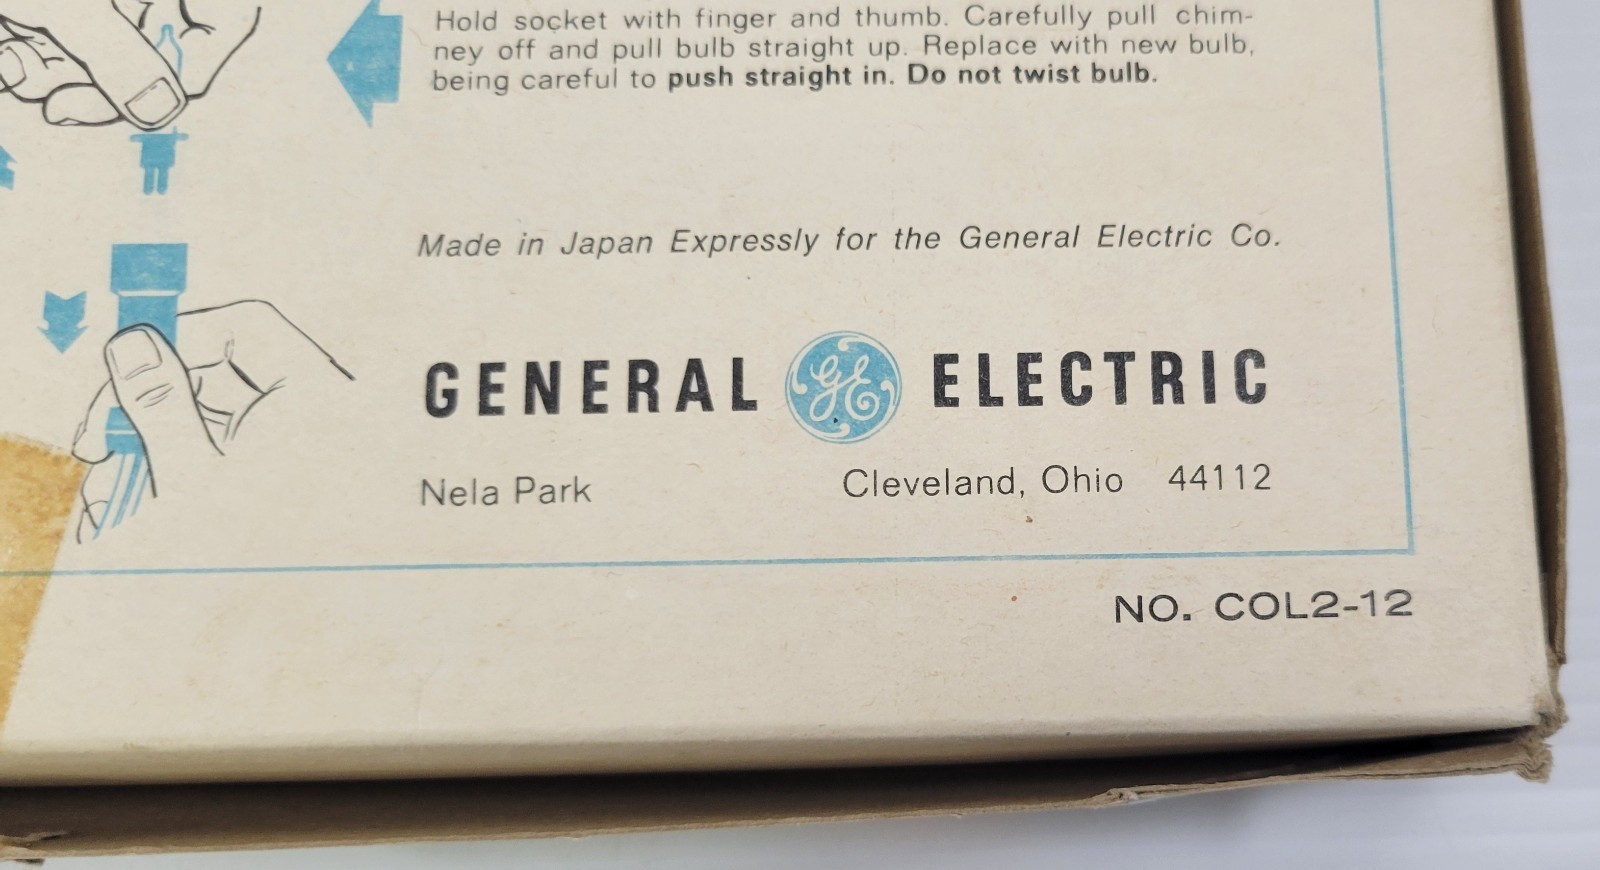 Hold socket with finger and thumb. Carefully pull chim-
ney off and pull bulb straight up. Replace with new bulb,
being careful to push straight in. Do not twist bulb.
Made in Japan Expressly for the General Electric Co.
GENERAL GE ELECTRIC
Nela Park Cleveland, Ohio 44112
NO. COL2-12